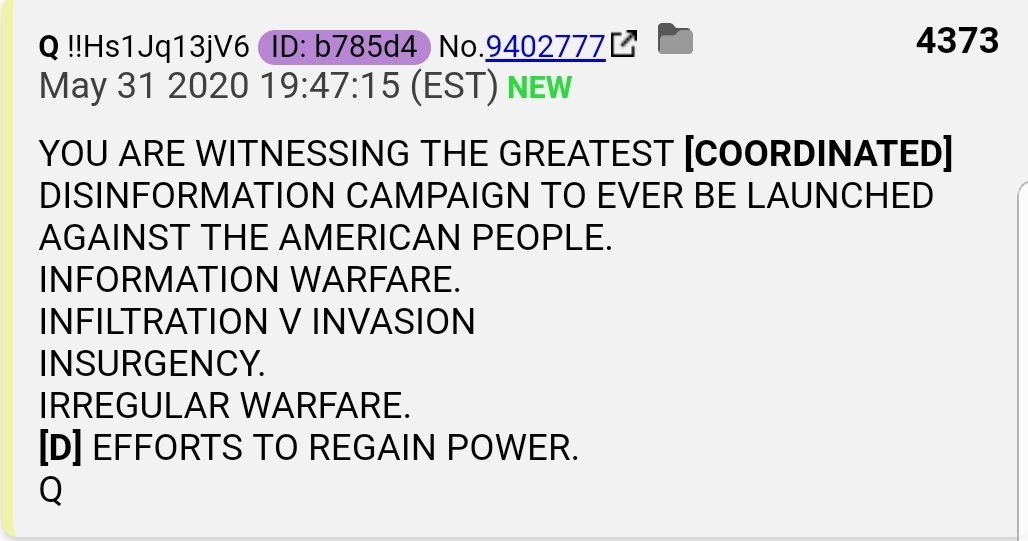 Q !!Hs1Jq13jV6 ID: b785d4 No.9402777 4373
May 31 2020 19:47:15 (EST) NEW
YOU ARE WITNESSING THE GREATEST [COORDINATED]
DISINFORMATION CAMPAIGN TO EVER BE LAUNCHED
AGAINST THE AMERICAN PEOPLE.
INFORMATION WARFARE.
INFILTRATION V INVASION
INSURGENCY.
IRREGULAR WARFARE.
[D] EFFORTS TO REGAIN POWER.
Q